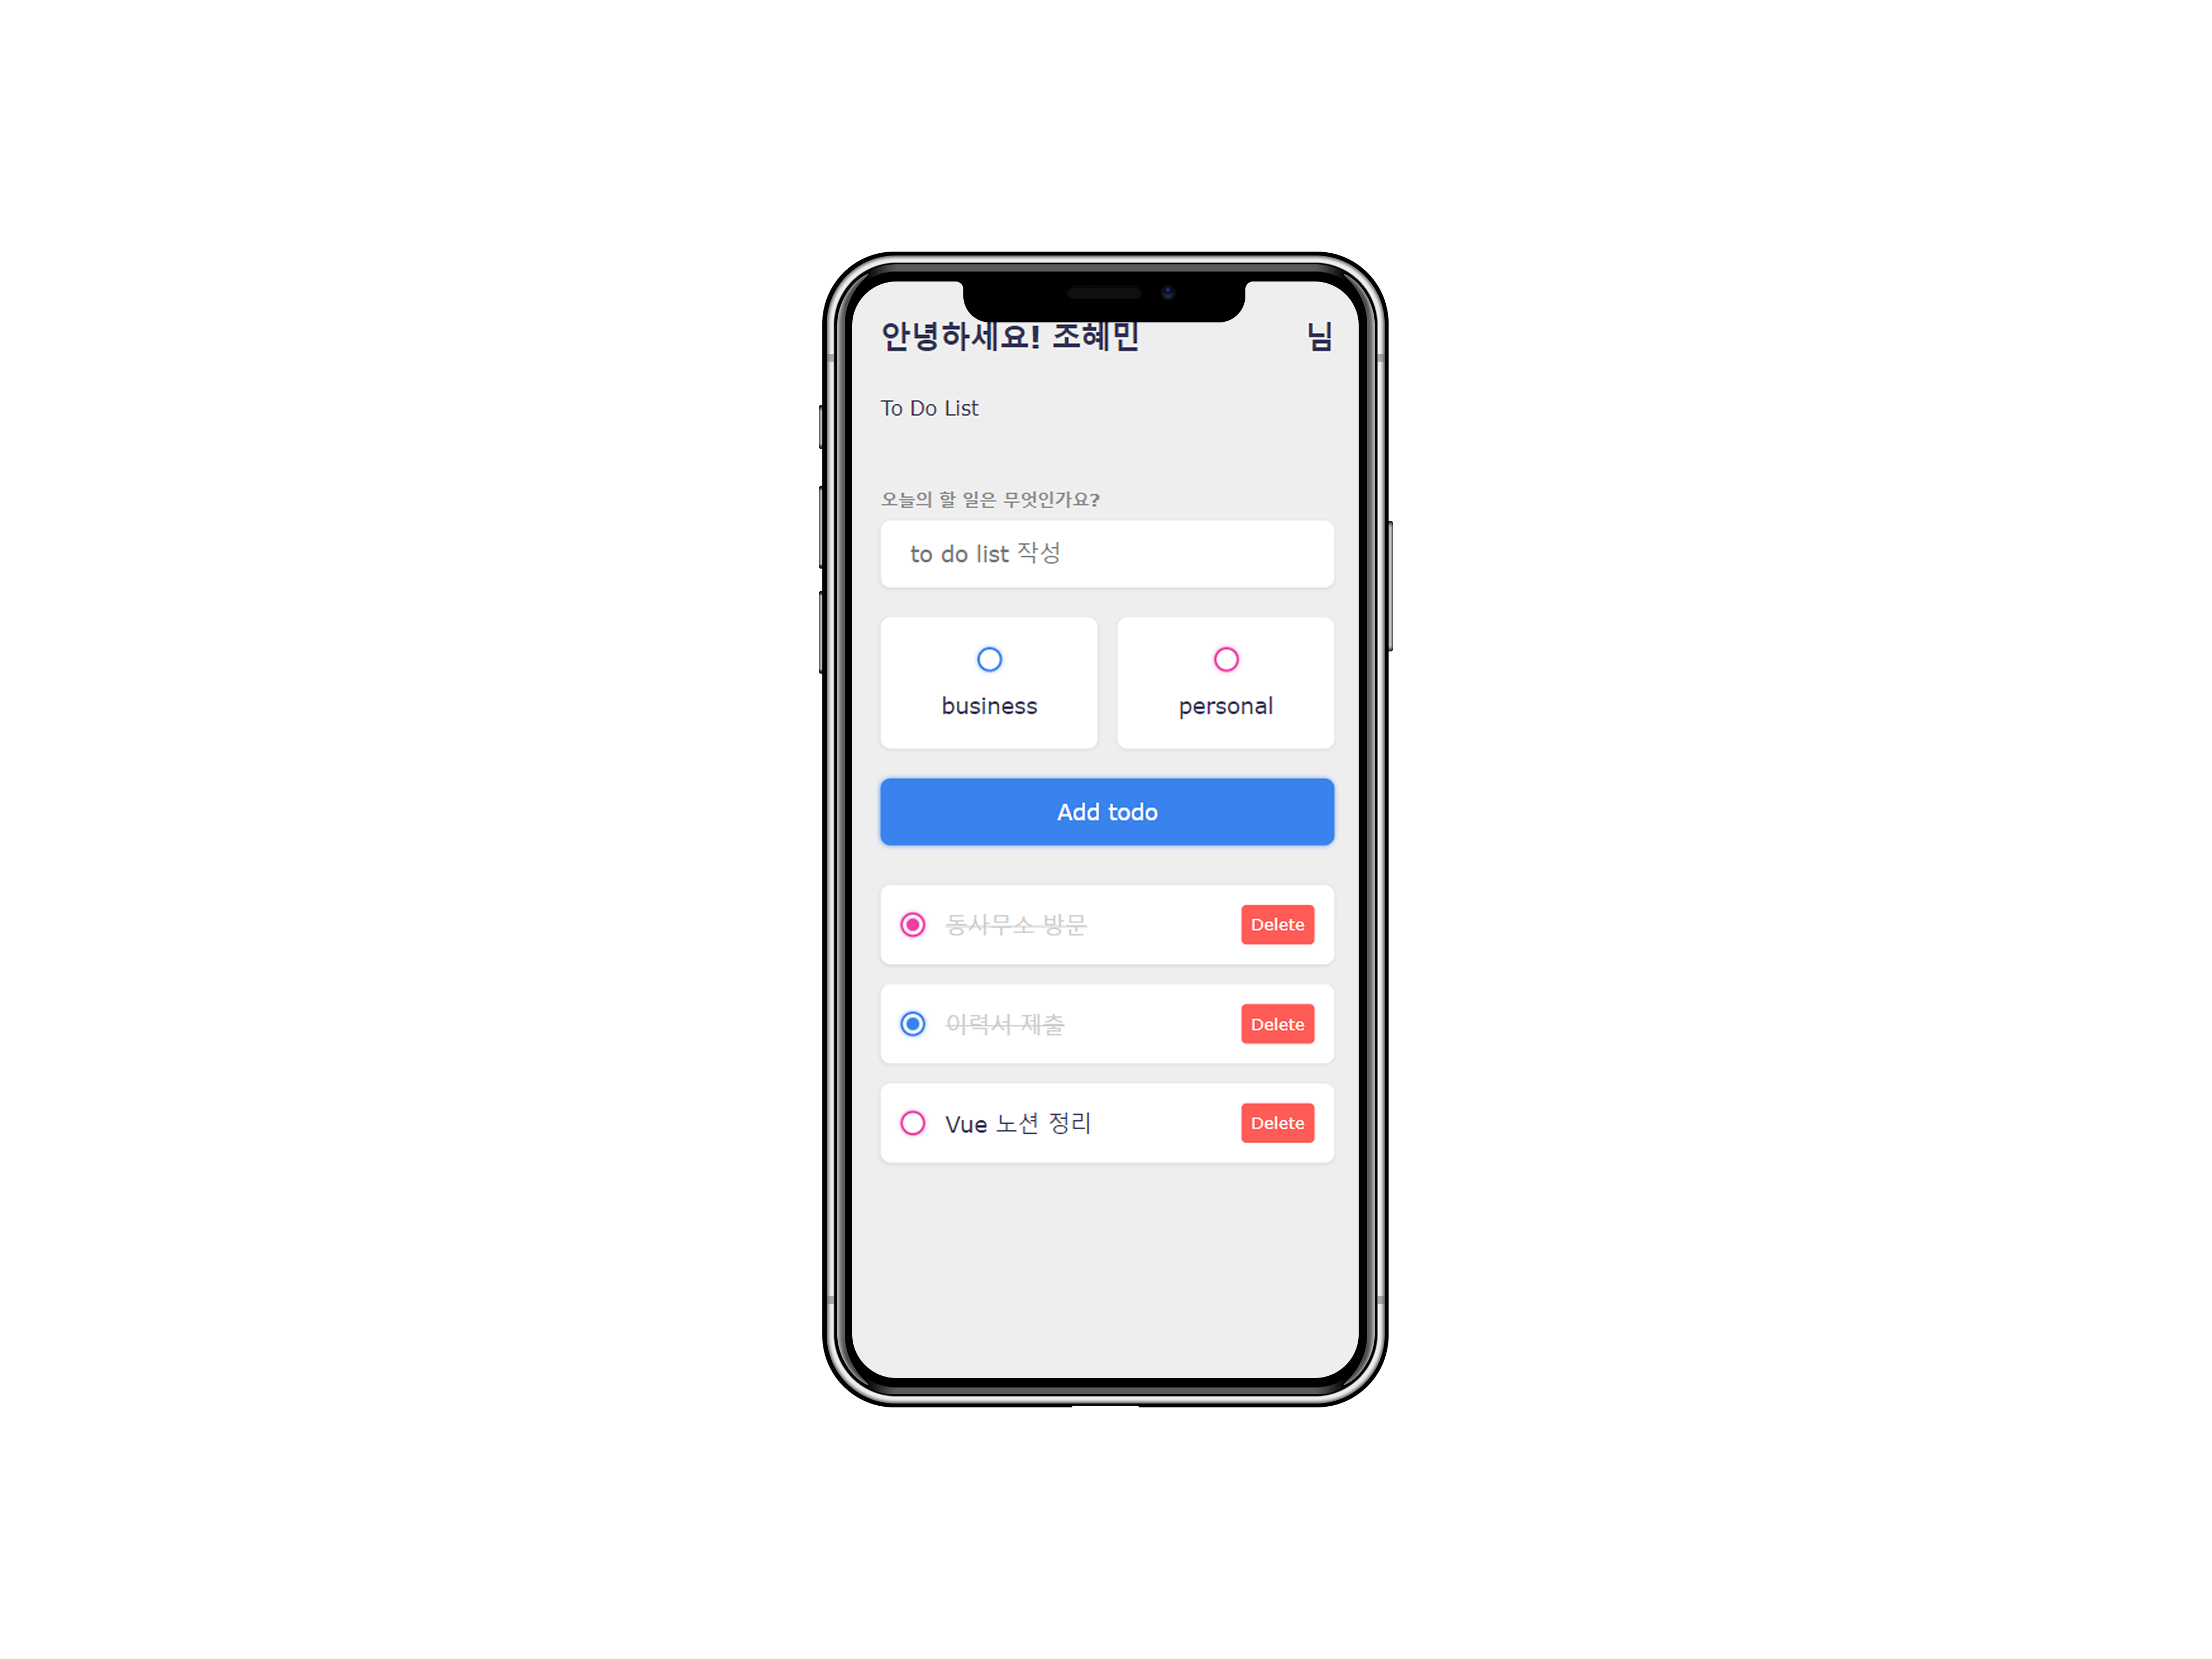 안녕하세요! 조혜민 님
To Do List
오늘의 할 일은 무엇인가요?
to do list 작성
business personal
Add todo
동사무소 방문 Delete
이력서 제출 Delete
Vue 노션 정리 Delete